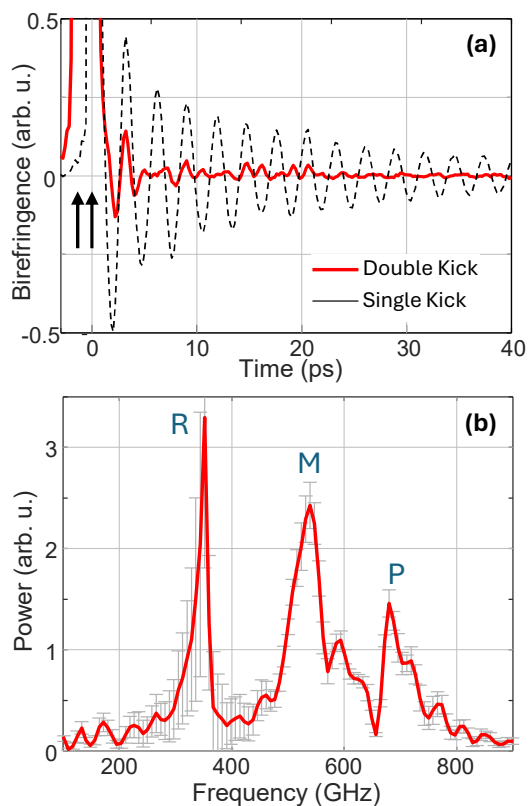 (a)
Birefringence (arb. u.)
0.5
0
-0.5
Double Kick
Single Kick
0 10 20 30 40
Time (ps)
(b)
R
M
P
Power (arb. u.)
3
2
1
0
200 400 600 800
Frequency (GHz)